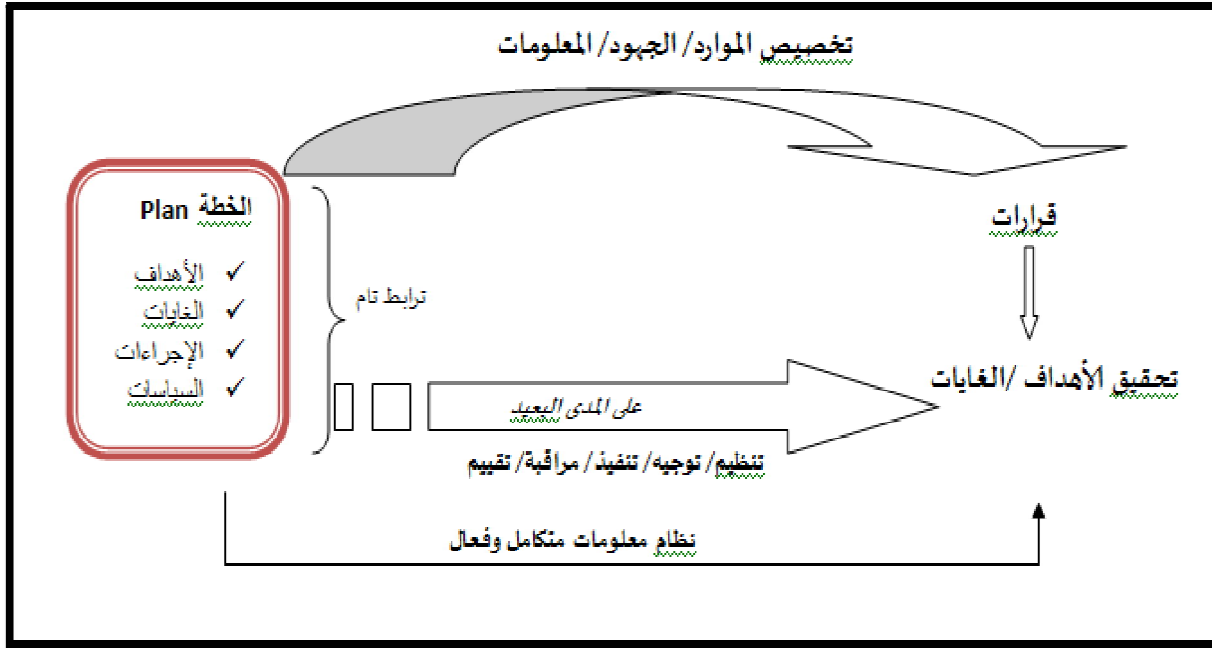 تخصيص الموارد/ الجهود/ المعلومات
الخطة Plan
✓ الأهداف
✓ الغايات
✓ الإجراءات
✓ السياسات
ترابط تام
قرارات
تحقيق الأهداف /الغايات
على المدى البعيد
تنظيم/ توجيه/ تنفيذ/ مراقبة/ تقييم
نظام معلومات متكامل وفعال